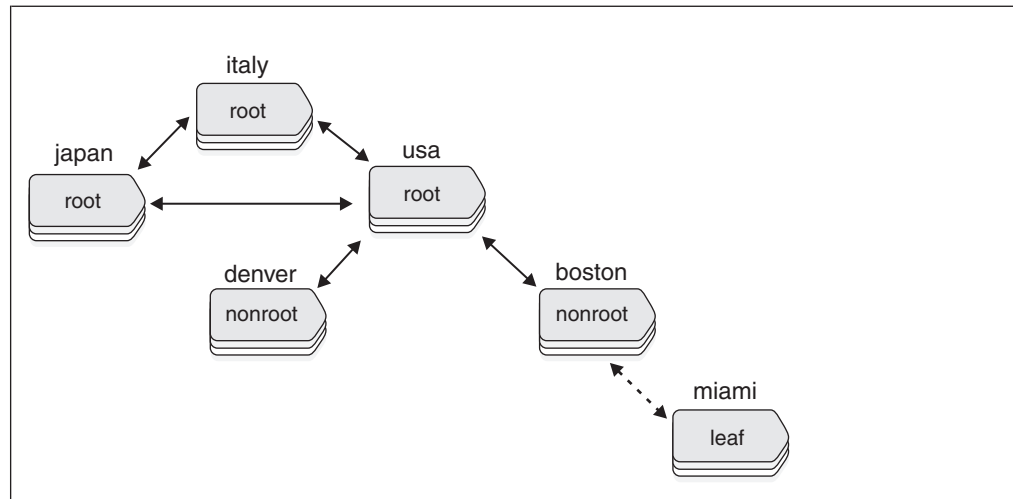 italy
root
japan
root
usa
root
denver
nonroot
boston
nonroot
miami
leaf